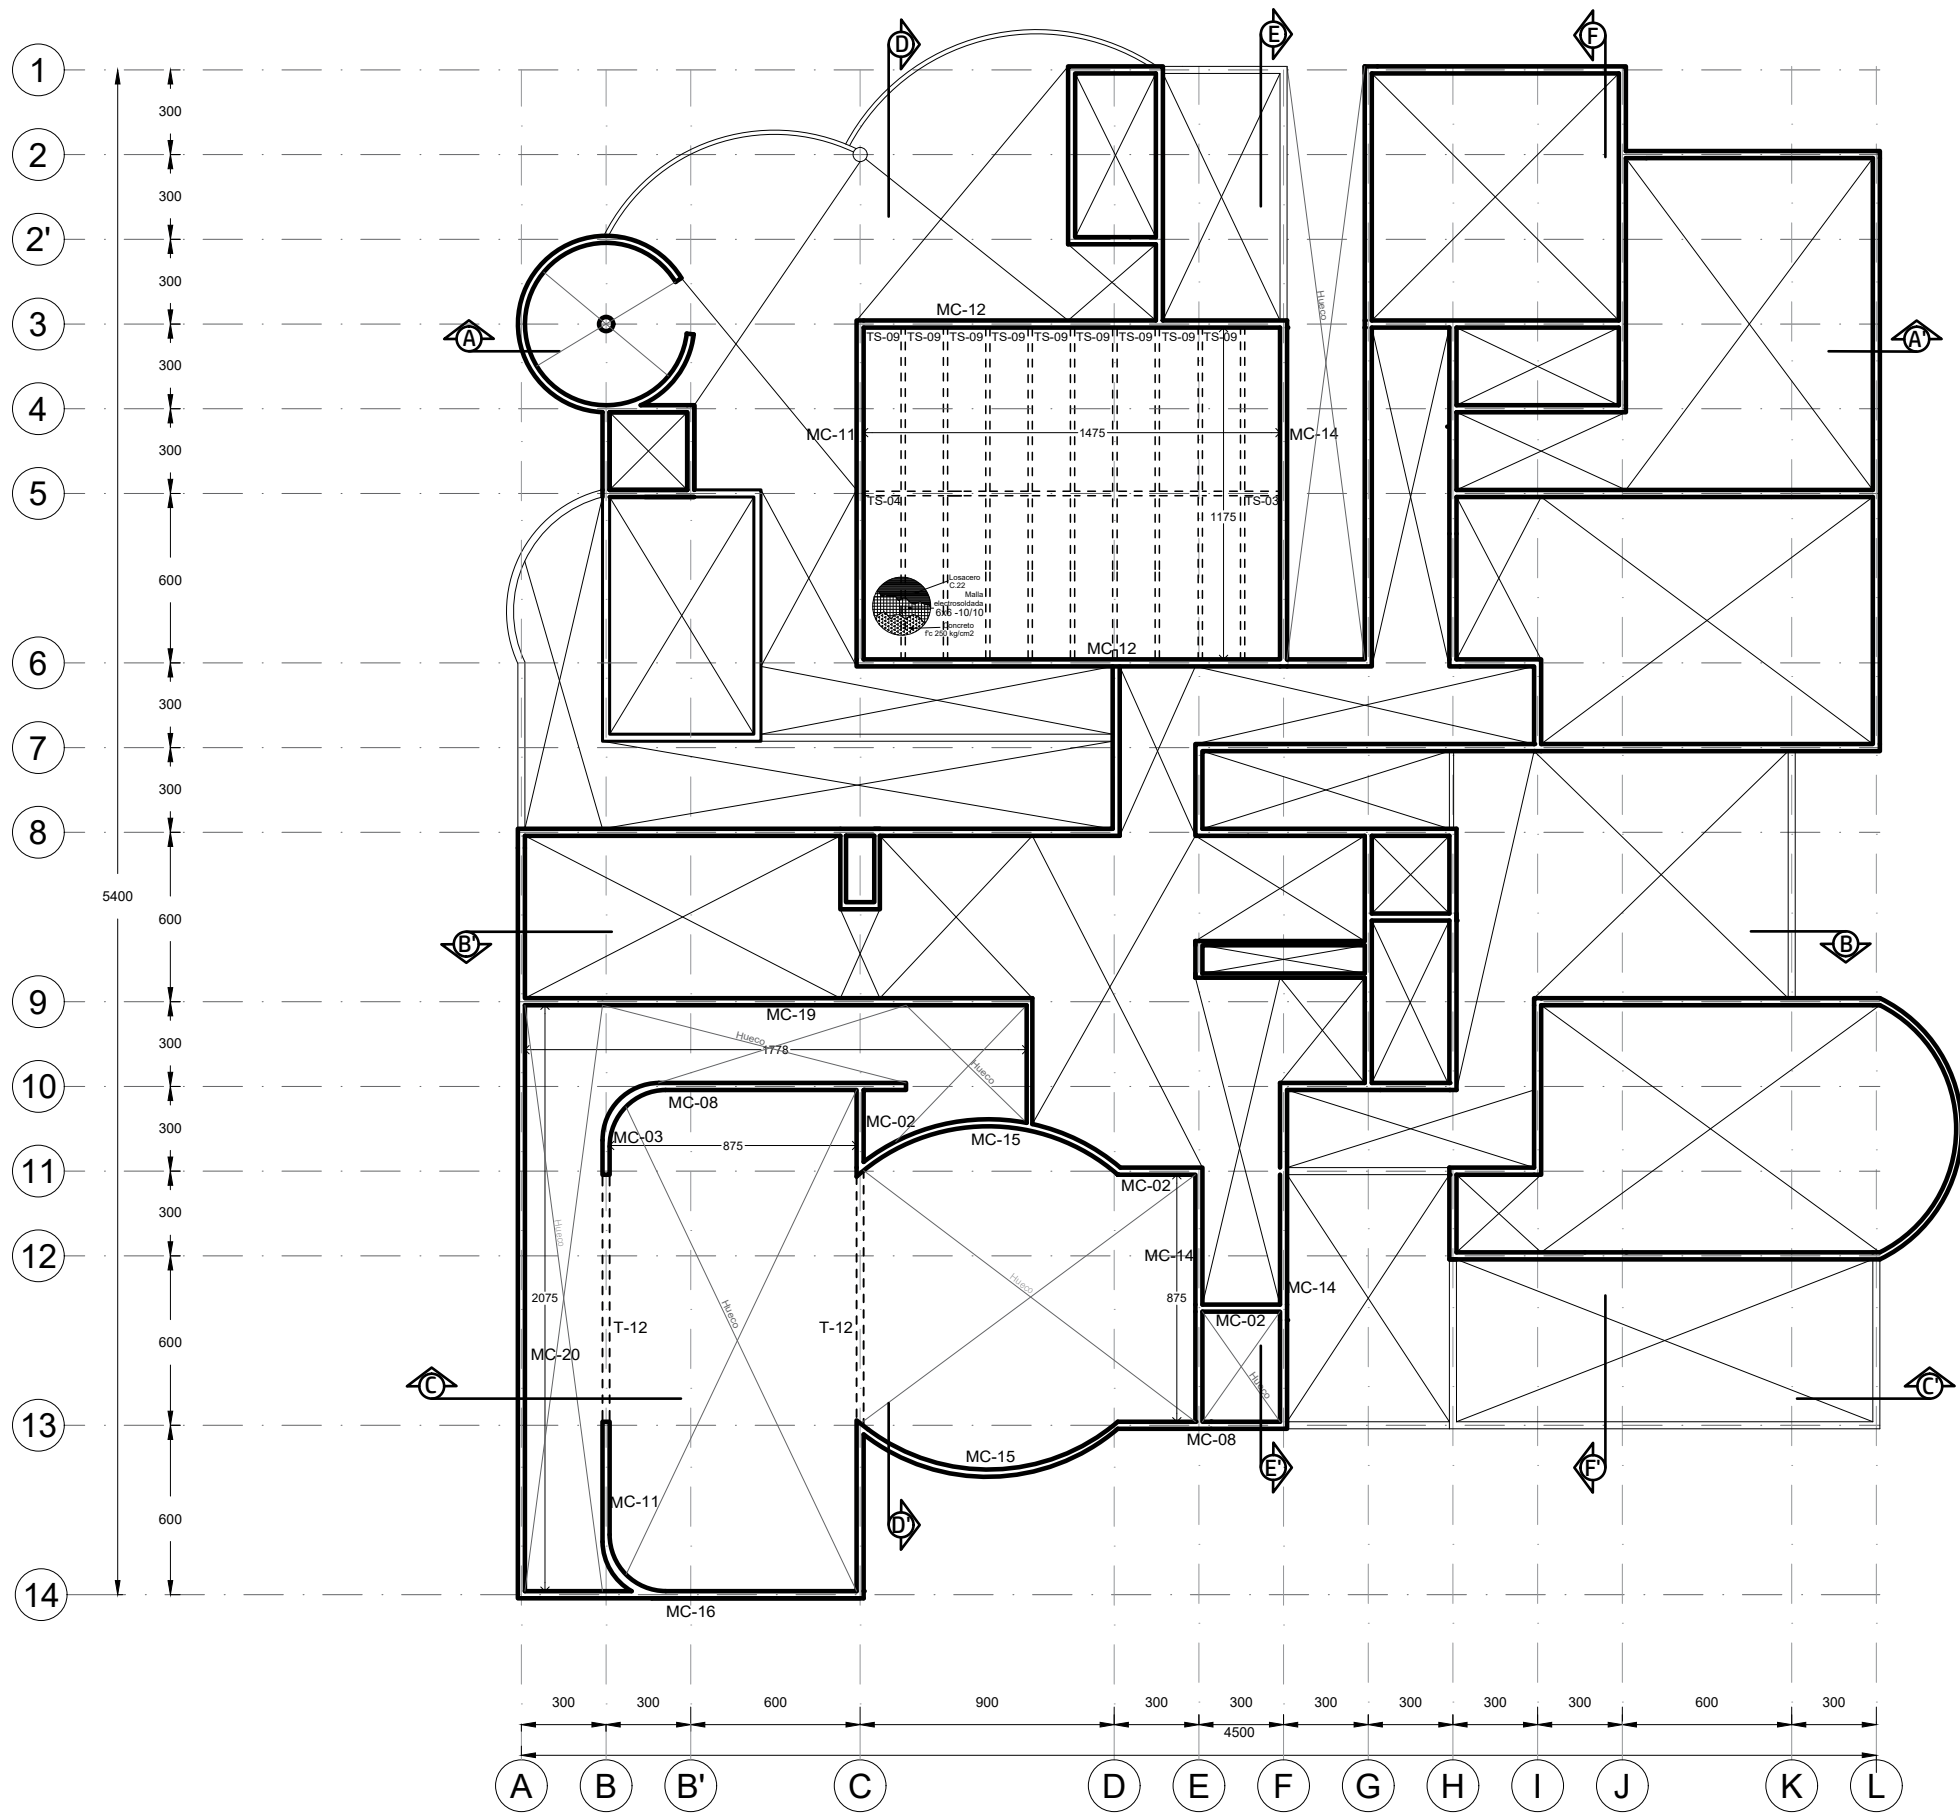 D
E
F
1
300
2
300
2'
300
3
MC-12
Hueco
TS-09 TS-09 TS-09 TS-09 TS-09 TS-09 TS-09 TS-09 TS-09
A
A'
300
4
MC-11
1475
MC-14
300
5
TS-04
TS-03
1175
600
Losacero
C.22
Malla
electrosoldada
6x6 -10/10
Concreto
f'c 250 kg/cm2
MC-12
6
300
7
300
8
5400
600
B'
B
9
MC-19
Hueco
1778
Hueco
300
10
MC-08
MC-02
300
MC-03
875
MC-15
11
MC-02
300
Hueco
MC-14
12
Hueco
MC-14
2075
875
Hueco
MC-02
T-12
T-12
600
MC-20
Hueco
C
C'
13
MC-08
MC-15
E'
F'
MC-11
D'
600
14
MC-16
300 300 600 900 300 300 300 300 300 300 600 300
4500
A B B' C D E F G H I J K L